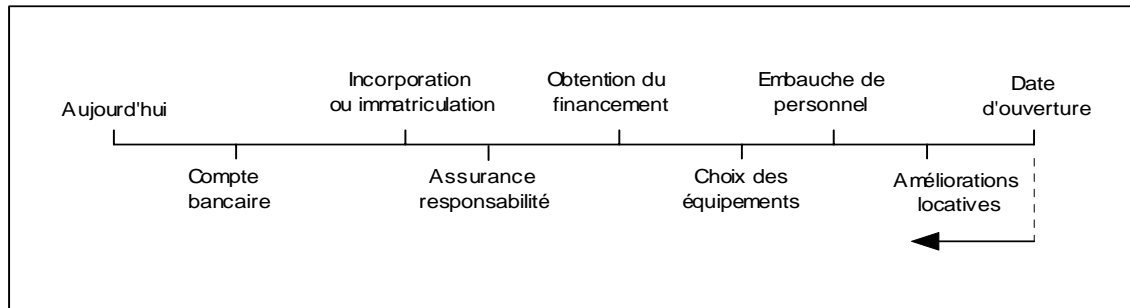 Aujourd'hui
Incorporation
ou immatriculation
Obtention du
financement
Embauche de
personnel
Date
d'ouverture
Compte
bancaire
Assurance
responsabilité
Choix des
équipements
Améliorations
locatives